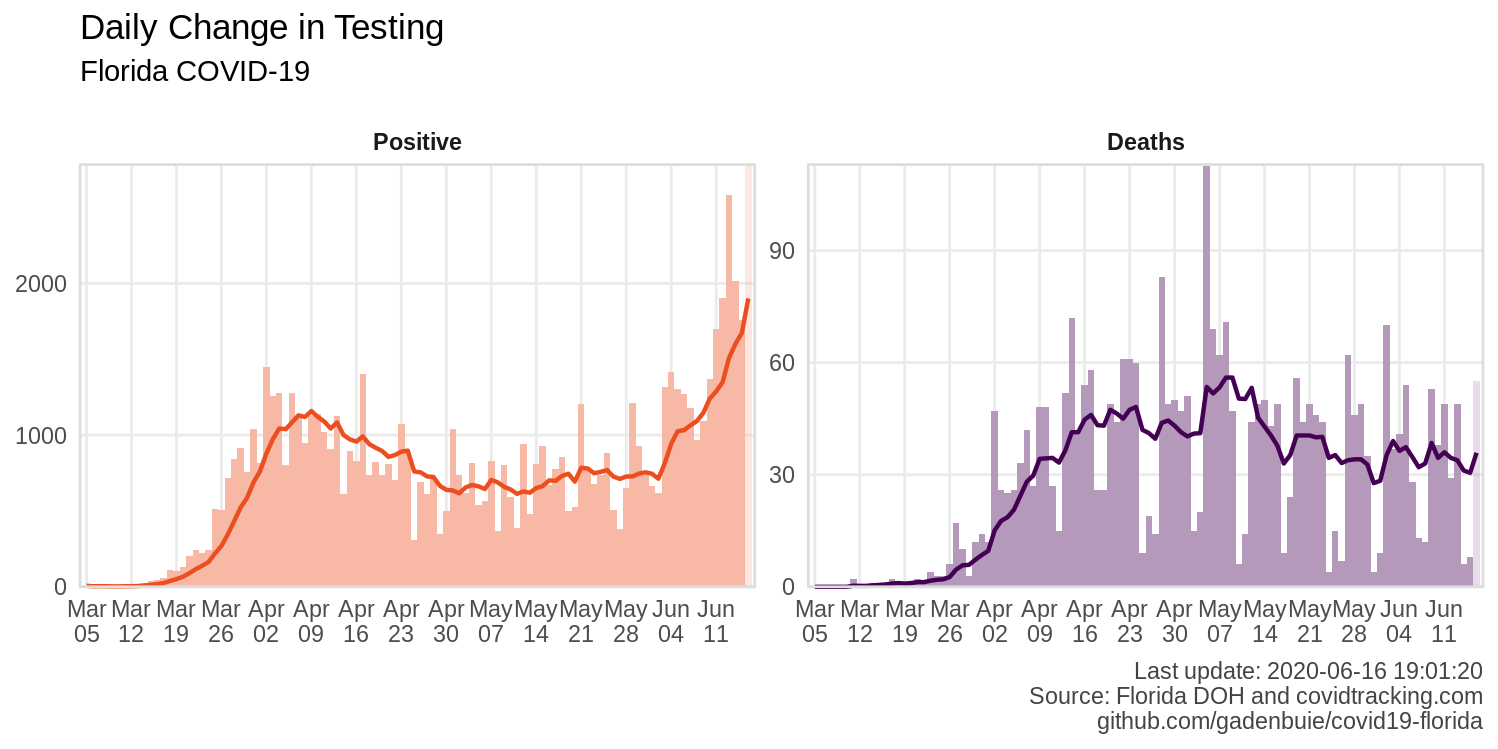 Daily Change in Testing
Florida COVID-19
Positive
2000
1000
0
Mar Mar Mar Mar Apr Apr Apr Apr Apr May May May May Jun Jun
05 12 19 26 02 09 16 23 30 07 14 21 28 04 11
Deaths
90
60
30
0
Mar Mar Mar Mar Apr Apr Apr Apr Apr May May May May Jun Jun
05 12 19 26 02 09 16 23 30 07 14 21 28 04 11
Last update: 2020-06-16 19:01:20
Source: Florida DOH and covidtracking.com
github.com/gadenbuie/covid19-florida